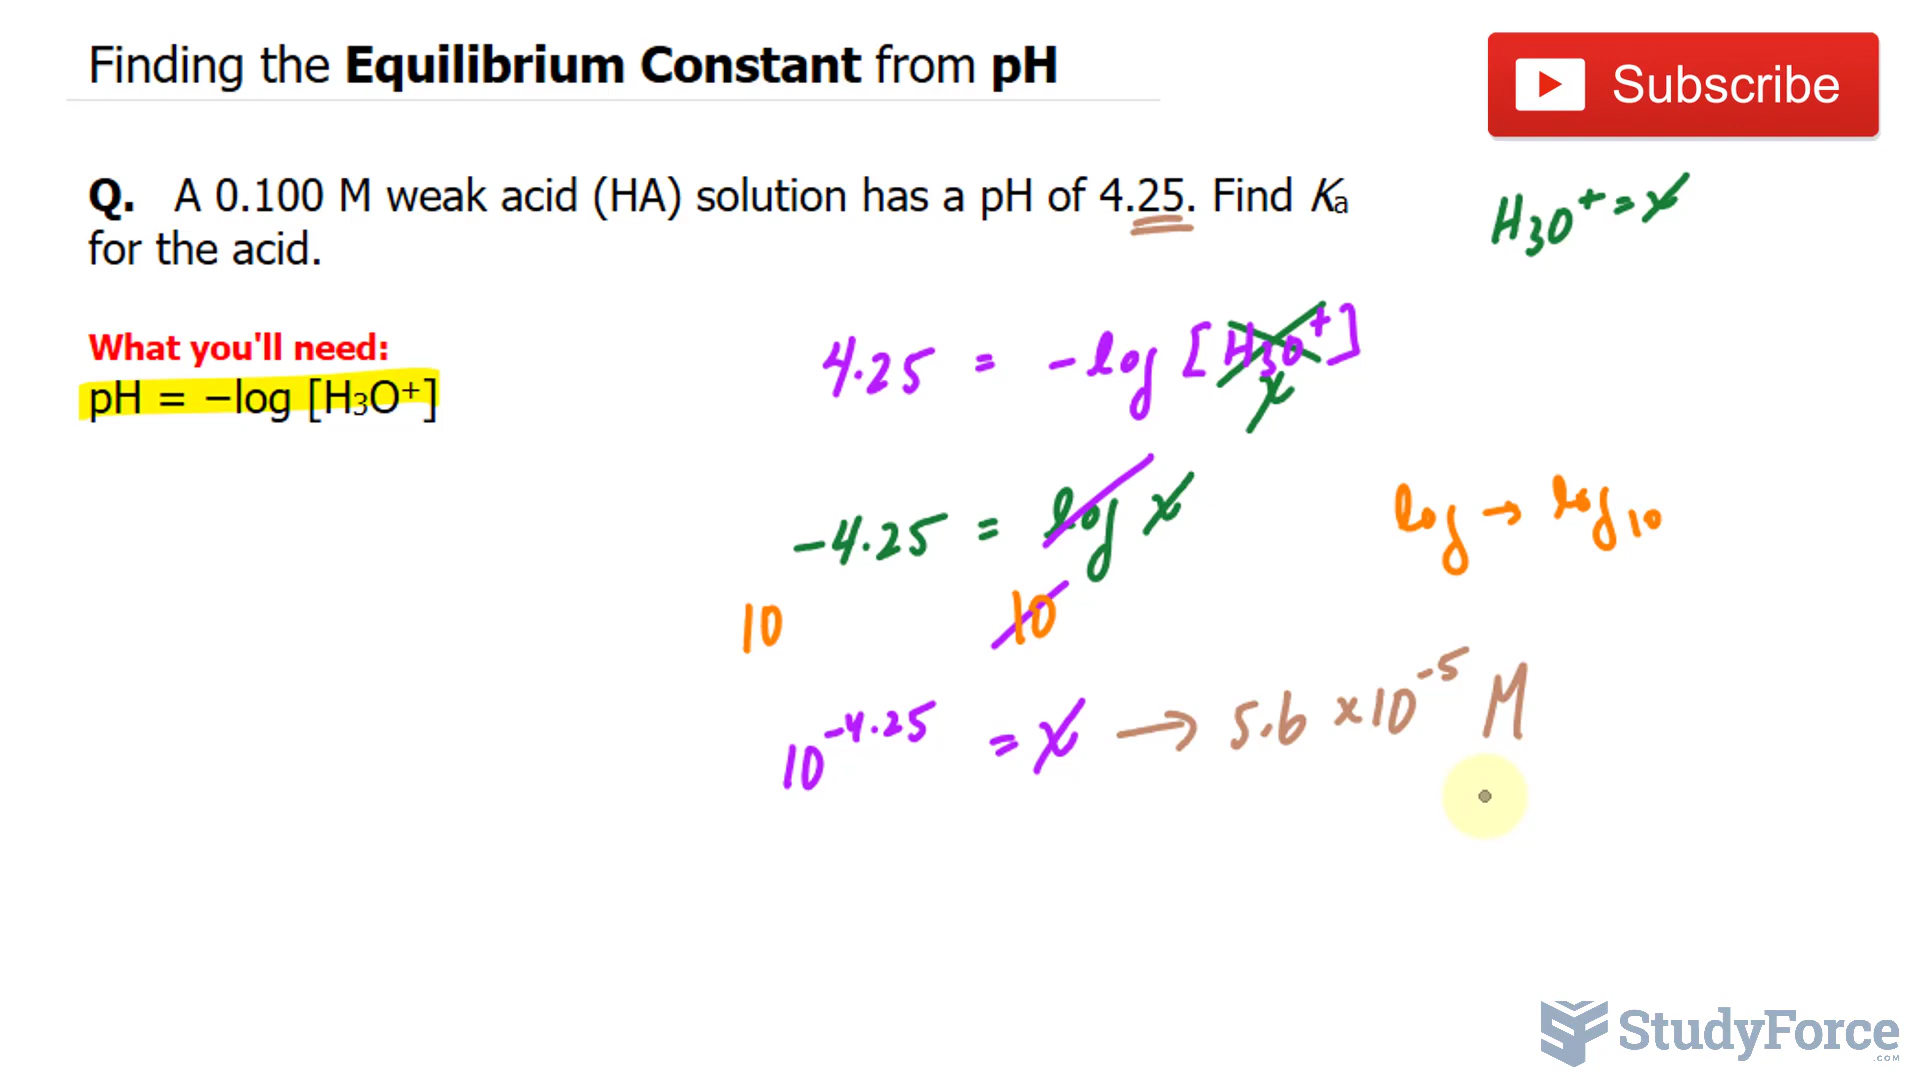 Finding the Equilibrium Constant from pH
Subscribe
Q. A 0.100 M weak acid (HA) solution has a pH of 4.25. Find Ka
for the acid.
H3O⁺ = x
What you'll need:
pH = −log [H3O⁺]
4.25 = -log [H3O⁺]
x
-4.25 = log x
log → log₁₀
10 10
10⁻⁴·²⁵ = x → 5.6 ×10⁻⁵ M
StudyForce
.COM